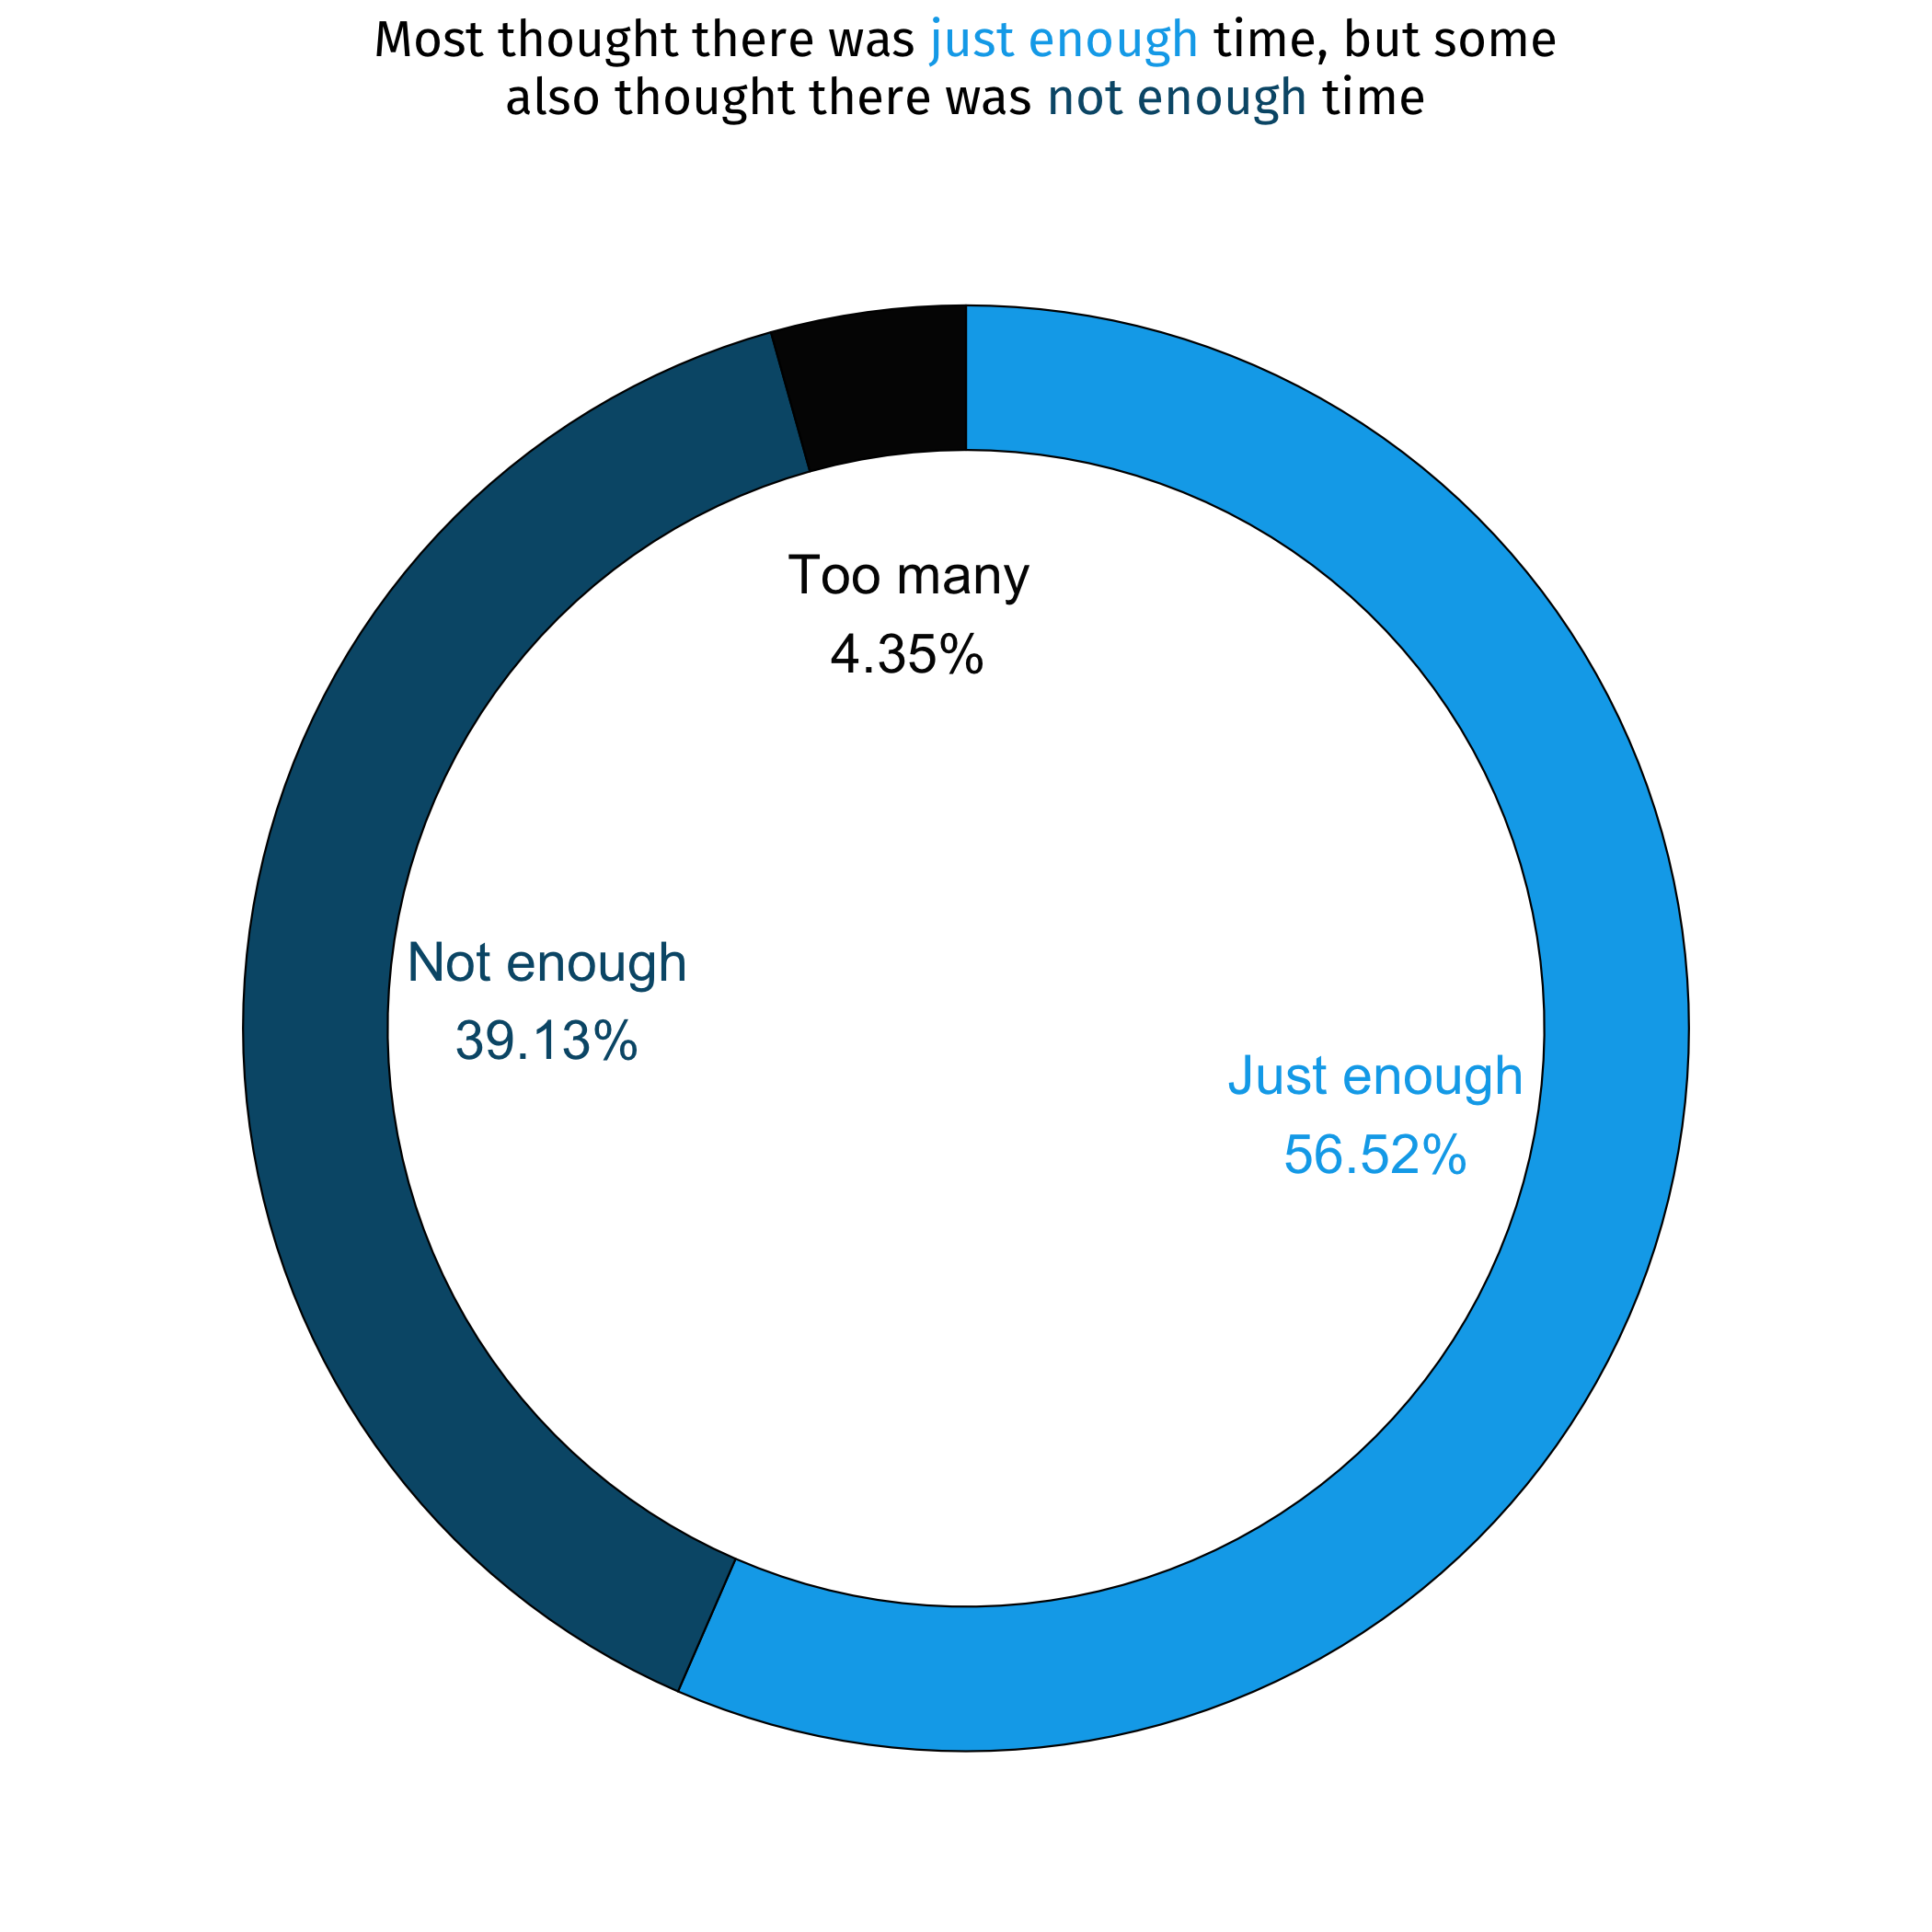 Most thought there was just enough time, but some
also thought there was not enough time
Too many
4.35%
Not enough
39.13%
Just enough
56.52%